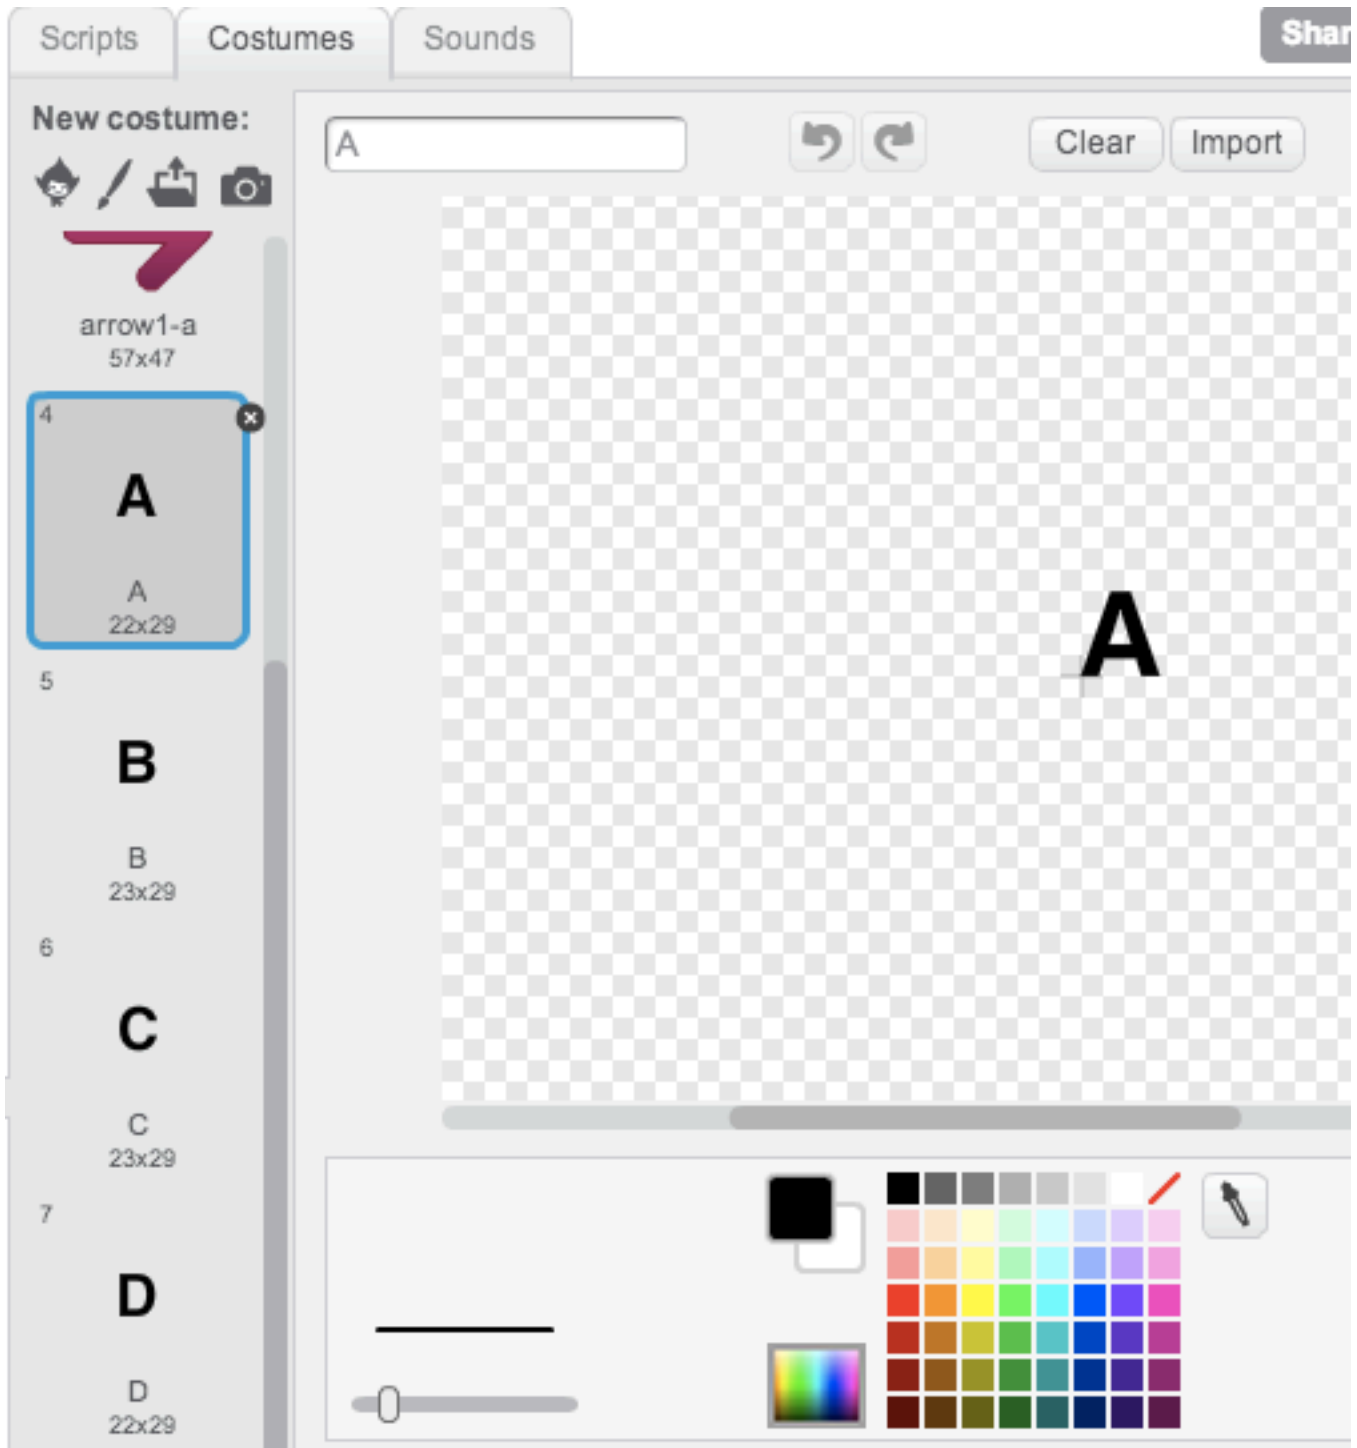 Scripts
Costumes
Sounds
Shar
New costume:
A
Clear
Import
arrow1-a
57x47
4
A
A
22x29
5
B
B
23x29
6
C
C
23x29
7
D
D
22x29
A